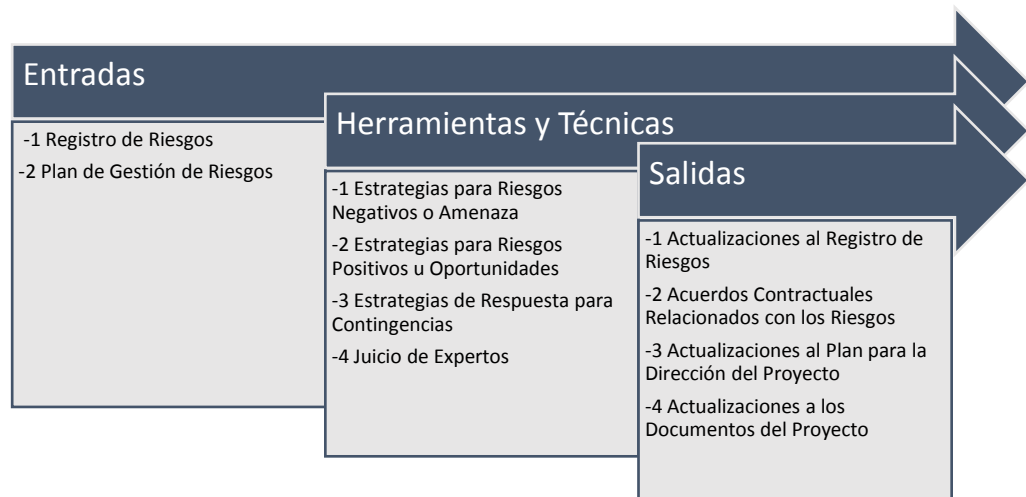 Entradas
-1 Registro de Riesgos
-2 Plan de Gestión de Riesgos
Herramientas y Técnicas
-1 Estrategias para Riesgos
Negativos o Amenaza
-2 Estrategias para Riesgos
Positivos u Oportunidades
-3 Estrategias de Respuesta para
Contingencias
-4 Juicio de Expertos
Salidas
-1 Actualizaciones al Registro de
Riesgos
-2 Acuerdos Contractuales
Relacionados con los Riesgos
-3 Actualizaciones al Plan para la
Dirección del Proyecto
-4 Actualizaciones a los
Documentos del Proyecto